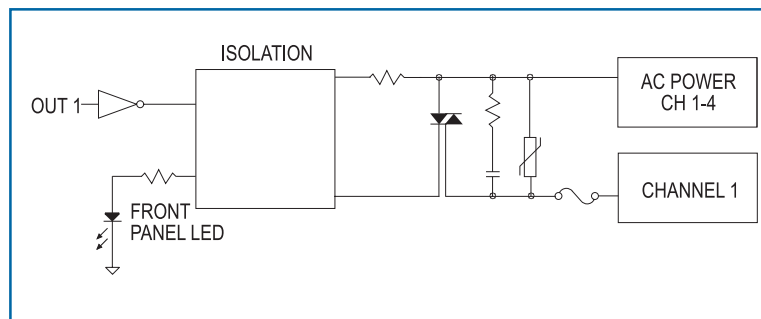 ISOLATION
OUT 1
AC POWER
CH 1-4
CHANNEL 1
FRONT
PANEL LED